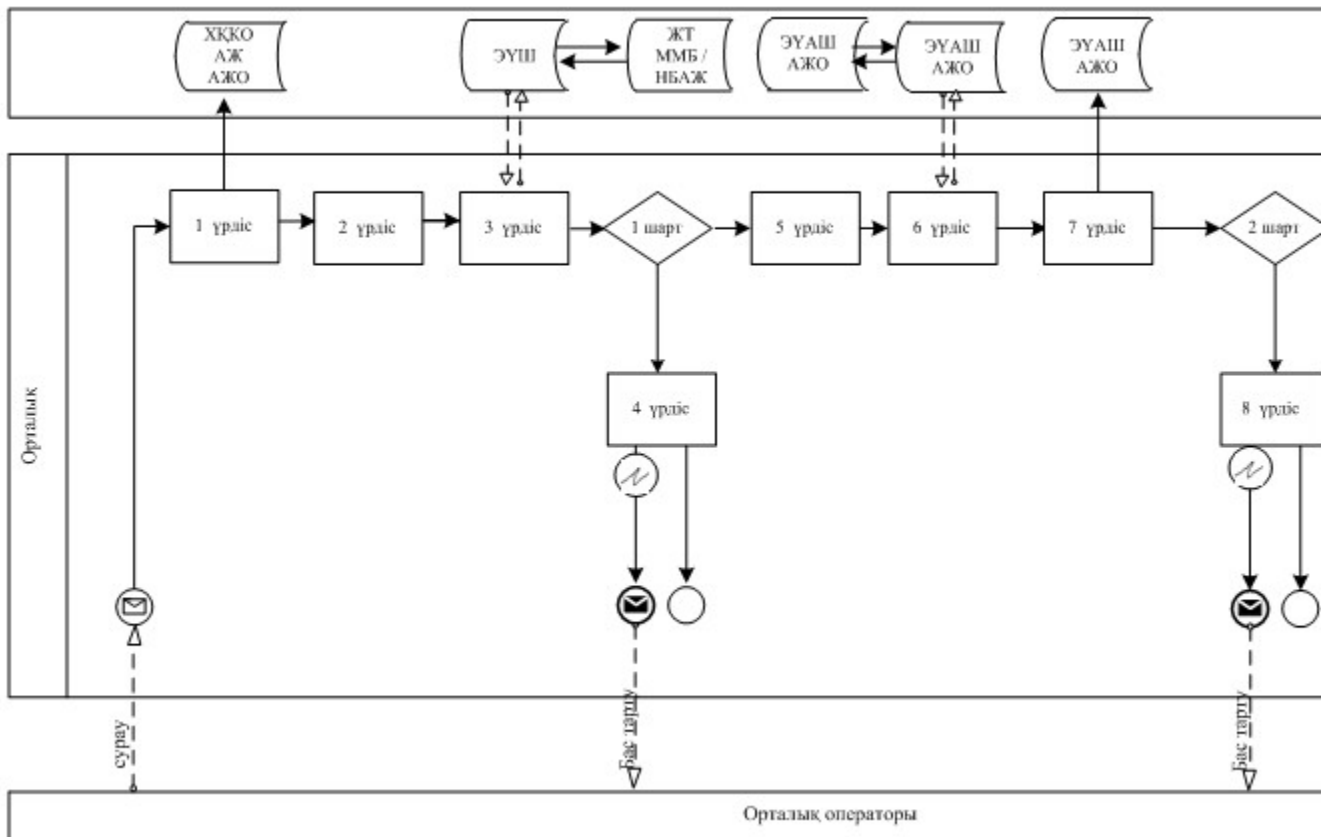 ХҚКО
АЖ
АЖО
ЭҮШ
ЖТ
ММБ /
НБАЖ
ЭҮАШ
АЖО
ЭҮАШ
АЖО
ЭҮАШ
АЖО
Орталық
1 үрдіс
2 үрдіс
3 үрдіс
1 шарт
5 үрдіс
6 үрдіс
7 үрдіс
2 шарт
4 үрдіс
8 үрдіс
сұрау
Бас тарту
Бас тарту
Орталық операторы